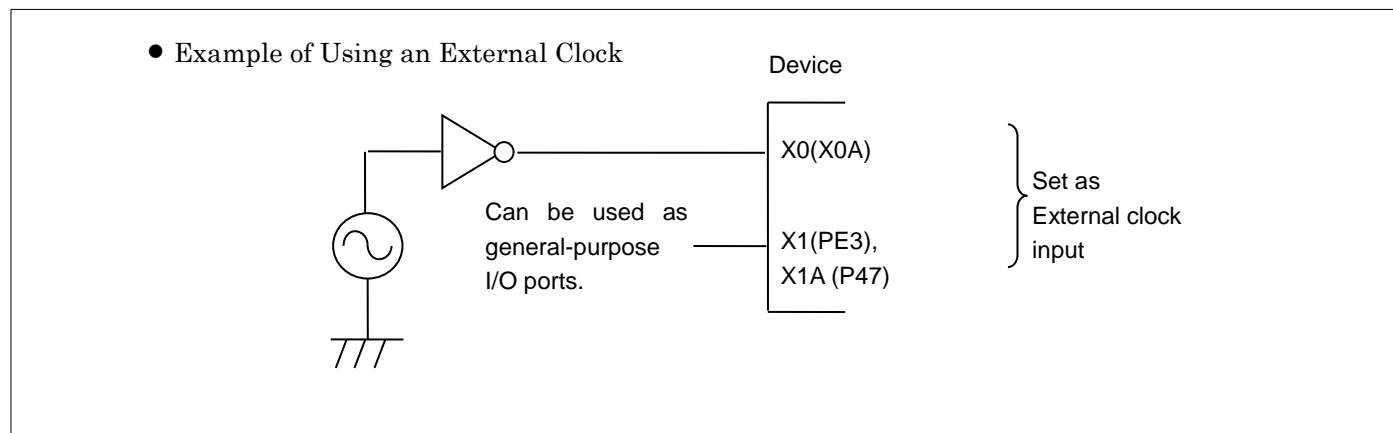 ● Example of Using an External Clock
Device
X0(X0A)
Can be used as
general-purpose
I/O ports.
X1(PE3),
X1A (P47)
Set as
External clock
input